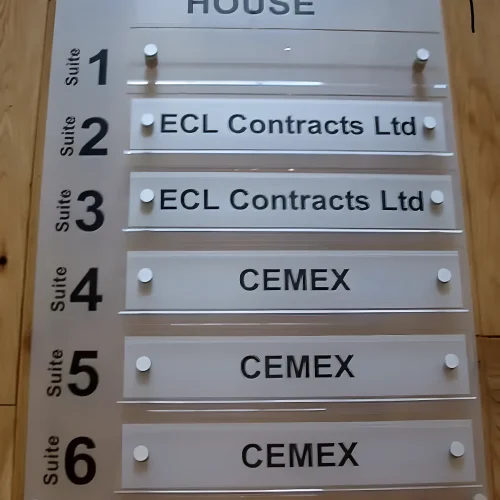 HOUSE
Suite 1
Suite 2 ECL Contracts Ltd
Suite 3 ECL Contracts Ltd
Suite 4 CEMEX
Suite 5 CEMEX
Suite 6 CEMEX